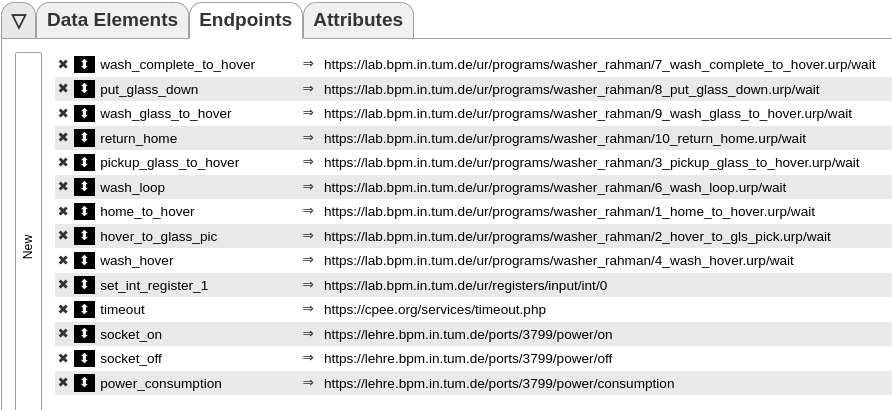 ▽ Data Elements Endpoints Attributes
New
✖ ⬍ wash_complete_to_hover ⇒ https://lab.bpm.in.tum.de/ur/programs/washer_rahman/7_wash_complete_to_hover.urp/wait
✖ ⬍ put_glass_down ⇒ https://lab.bpm.in.tum.de/ur/programs/washer_rahman/8_put_glass_down.urp/wait
✖ ⬍ wash_glass_to_hover ⇒ https://lab.bpm.in.tum.de/ur/programs/washer_rahman/9_wash_glass_to_hover.urp/wait
✖ ⬍ return_home ⇒ https://lab.bpm.in.tum.de/ur/programs/washer_rahman/10_return_home.urp/wait
✖ ⬍ pickup_glass_to_hover ⇒ https://lab.bpm.in.tum.de/ur/programs/washer_rahman/3_pickup_glass_to_hover.urp/wait
✖ ⬍ wash_loop ⇒ https://lab.bpm.in.tum.de/ur/programs/washer_rahman/6_wash_loop.urp/wait
✖ ⬍ home_to_hover ⇒ https://lab.bpm.in.tum.de/ur/programs/washer_rahman/1_home_to_hover.urp/wait
✖ ⬍ hover_to_glass_pic ⇒ https://lab.bpm.in.tum.de/ur/programs/washer_rahman/2_hover_to_gls_pick.urp/wait
✖ ⬍ wash_hover ⇒ https://lab.bpm.in.tum.de/ur/programs/washer_rahman/4_wash_hover.urp/wait
✖ ⬍ set_int_register_1 ⇒ https://lab.bpm.in.tum.de/ur/registers/input/int/0
✖ ⬍ timeout ⇒ https://cpee.org/services/timeout.php
✖ ⬍ socket_on ⇒ https://lehre.bpm.in.tum.de/ports/3799/power/on
✖ ⬍ socket_off ⇒ https://lehre.bpm.in.tum.de/ports/3799/power/off
✖ ⬍ power_consumption ⇒ https://lehre.bpm.in.tum.de/ports/3799/power/consumption